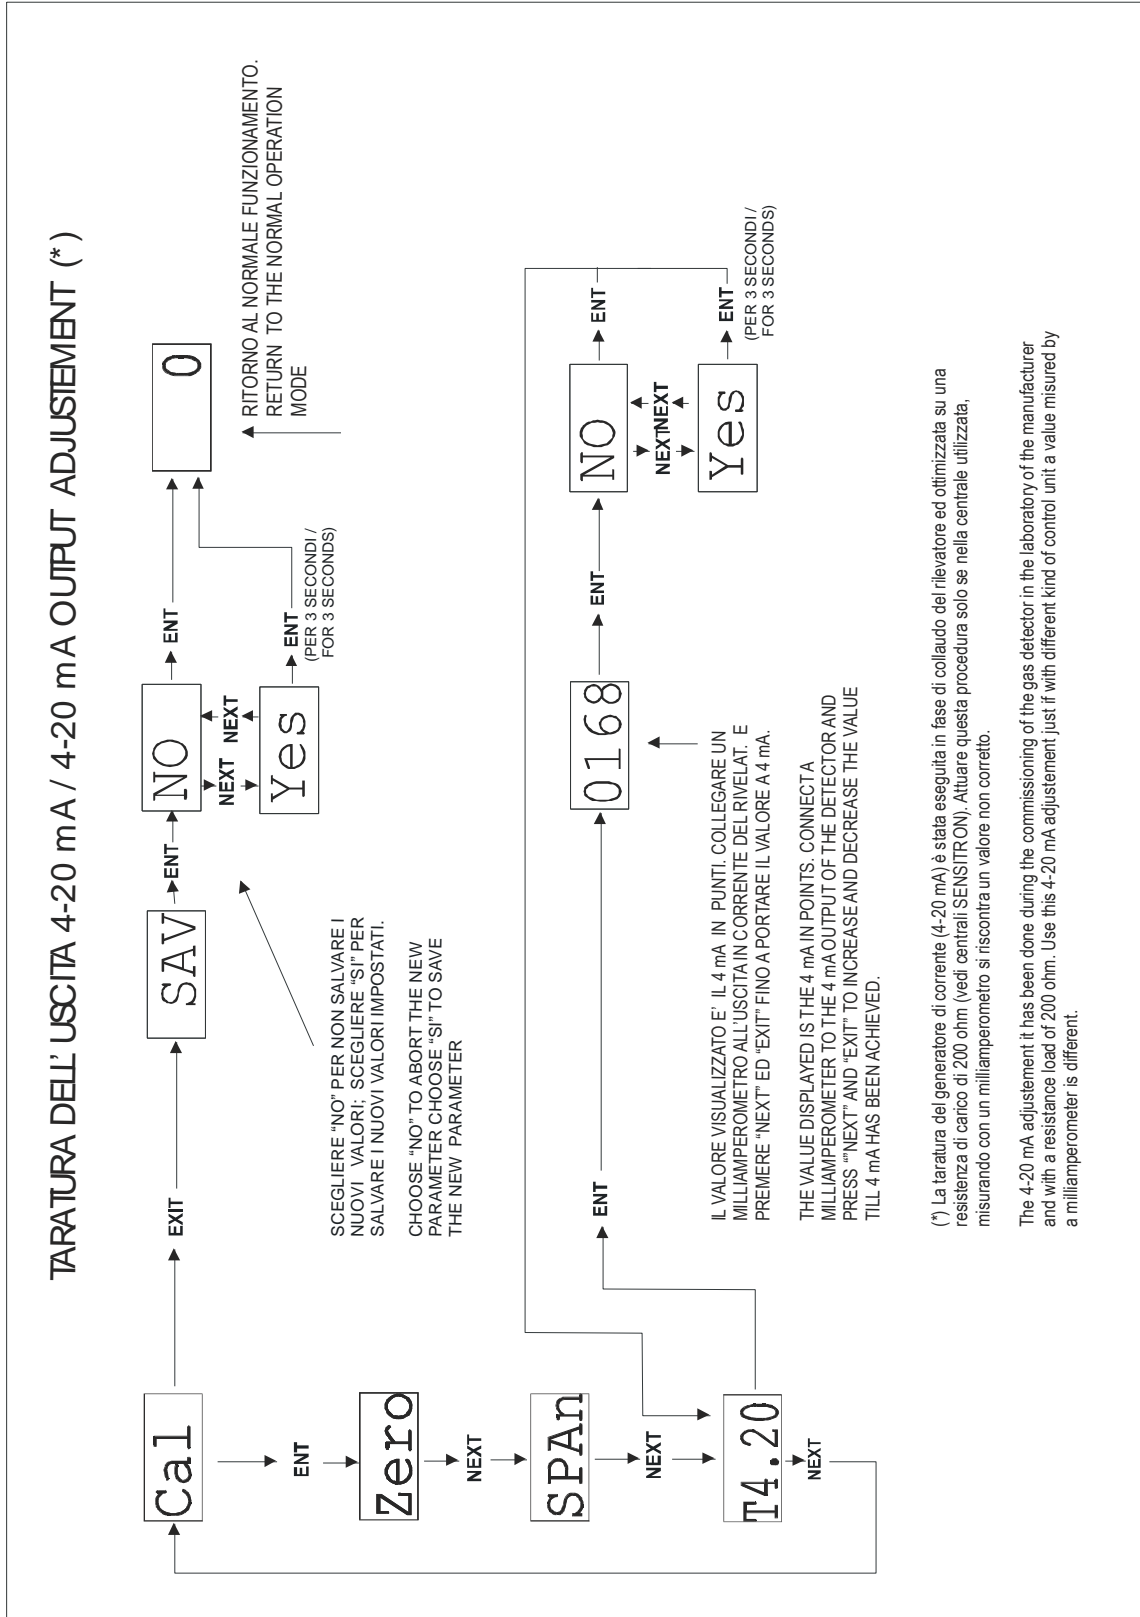 TARATURA DELL' USCITA 4-20 mA / 4-20 mA OUTPUT ADJUSTEMENT (*)
Cal
EXIT
SAV
ENT
NO
ENT
0
NEXT
NEXT
Yes
ENT
(PER 3 SECONDI /
FOR 3 SECONDS)
RITORNO AL NORMALE FUNZIONAMENTO.
RETURN TO THE NORMAL OPERATION
MODE
SCEGLIERE “NO” PER NON SALVARE I
NUOVI VALORI; SCEGLIERE “SI” PER
SALVARE I NUOVI VALORI IMPOSTATI.
CHOOSE “NO” TO ABORT THE NEW
PARAMETER CHOOSE “SI” TO SAVE
THE NEW PARAMETER
ENT
Zero
NEXT
SPAn
NEXT
T4.20
NEXT
ENT
0168
ENT
NO
ENT
NEXT
NEXT
Yes
ENT
(PER 3 SECONDI /
FOR 3 SECONDS)
IL VALORE VISUALIZZATO E' IL 4 mA IN PUNTI. COLLEGARE UN
MILLIAMPEROMETRO ALL'USCITA IN CORRENTE DEL RIVELAT. E
PREMERE “NEXT” ED “EXIT” FINO A PORTARE IL VALORE A 4 mA.
THE VALUE DISPLAYED IS THE 4 mA IN POINTS. CONNECT A
MILLIAMPEROMETER TO THE 4 mA OUTPUT OF THE DETECTOR AND
PRESS “”NEXT” AND “EXIT” TO INCREASE AND DECREASE THE VALUE
TILL 4 mA HAS BEEN ACHIEVED.
(*) La taratura del generatore di corrente (4-20 mA) è stata eseguita in fase di collaudo del rilevatore ed ottimizzata su una
resistenza di carico di 200 ohm (vedi centrali SENSITRON). Attuare questa procedura solo se nella centrale utilizzata,
misurando con un milliamperometro si riscontra un valore non corretto.
The 4-20 mA adjustement it has been done during the commissioning of the gas detector in the laboratory of the manufacturer
and with a resistance load of 200 ohm. Use this 4-20 mA adjustement just if with different kind of control unit a value misured by
a milliamperometer is different.